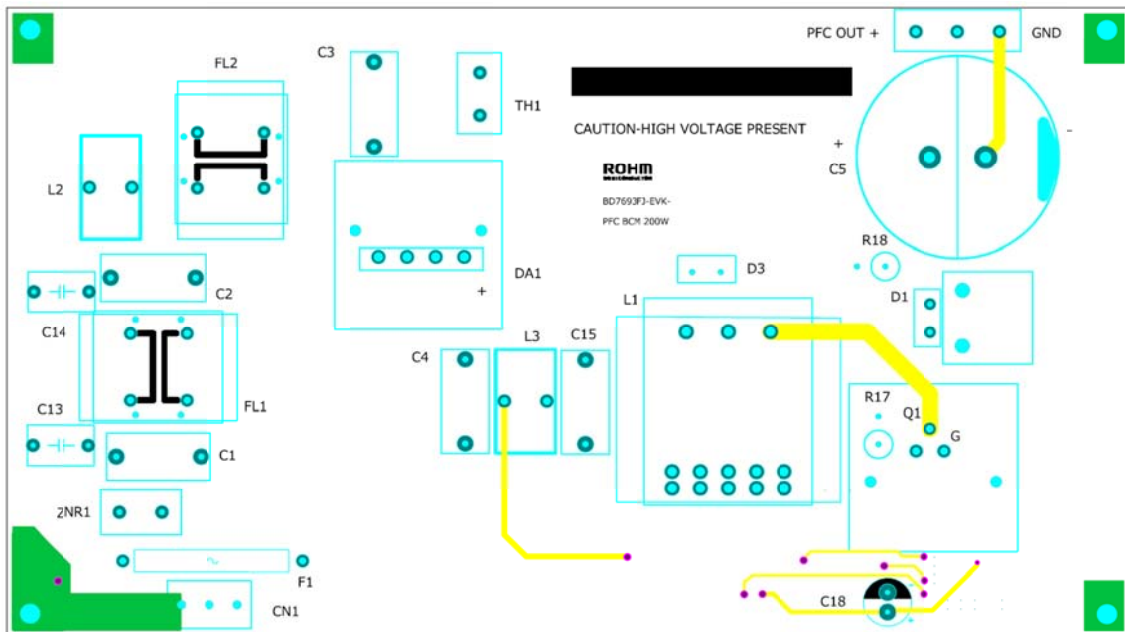 PFC OUT + GND
C3
FL2
TH1
CAUTION-HIGH VOLTAGE PRESENT
+ -
C5
ROHM
L2
BD7693FJ-EVK-
PFC BCM 200W
R18
D3
DA1
C2
+
L1
D1
C14
L3 C15
C4
R17
C13
FL1
Q1
G
C1
2NR1
F1
C18
CN1